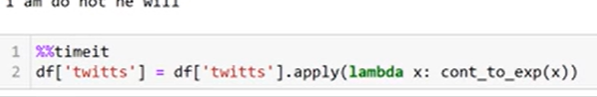 i am do not he will
1 %%timeit
2 df['twitts'] = df['twitts'].apply(lambda x: cont_to_exp(x))